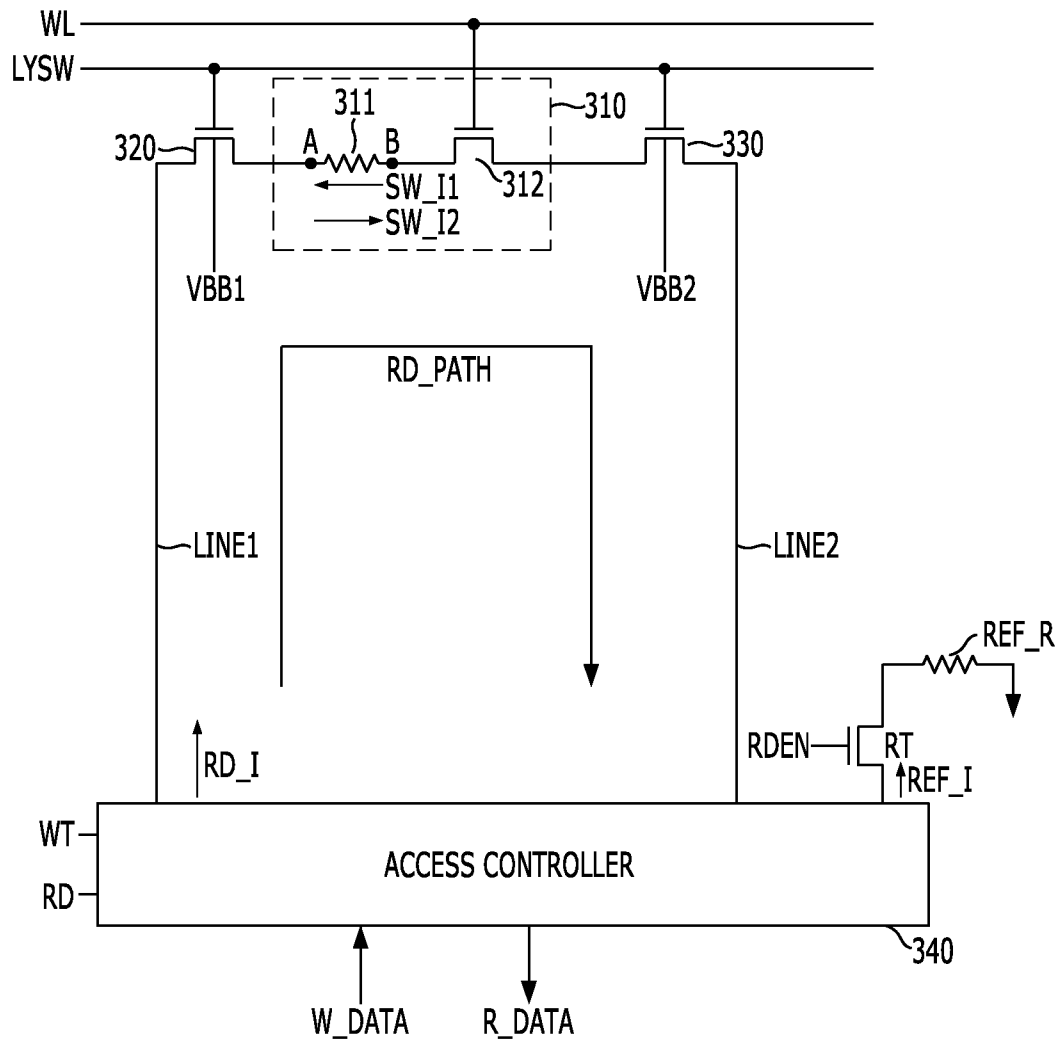 WL
LYSW
311
310
320
A
B
330
312
SW_I1
SW_I2
VBB1
VBB2
RD_PATH
LINE1
LINE2
REF_R
RDEN
RT
RD_I
REF_I
WT
ACCESS CONTROLLER
RD
340
W_DATA
R_DATA